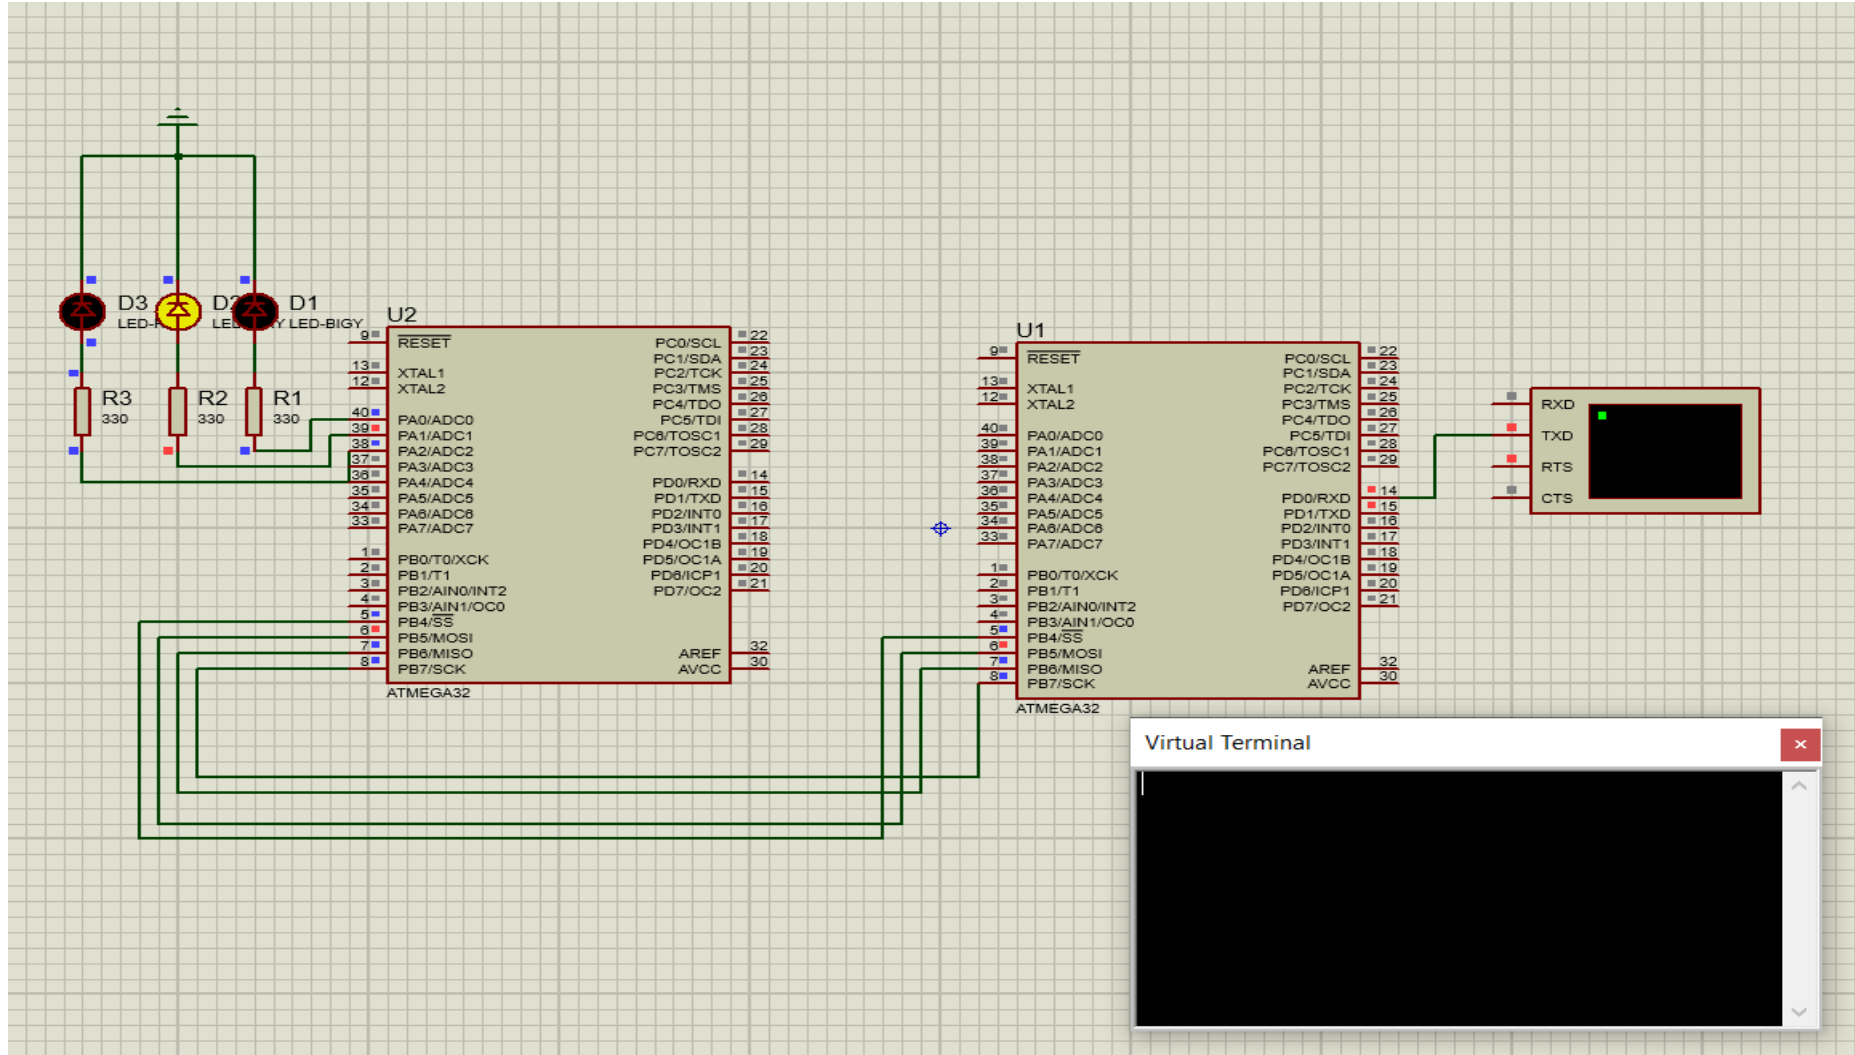 D3
LED-
D2
LED-
Y LED-BIGY
D1
R3
330
R2
330
R1
330
U2
9 RESET
13 XTAL1
12 XTAL2
40 PA0/ADC0
39 PA1/ADC1
38 PA2/ADC2
37 PA3/ADC3
36 PA4/ADC4
35 PA5/ADC5
34 PA6/ADC6
33 PA7/ADC7
1 PB0/T0/XCK
2 PB1/T1
3 PB2/AIN0/INT2
4 PB3/AIN1/OC0
5 PB4/SS
6 PB5/MOSI
7 PB6/MISO
8 PB7/SCK
PC0/SCL 22
PC1/SDA 23
PC2/TCK 24
PC3/TMS 25
PC4/TDO 26
PC5/TDI 27
PC6/TOSC1 28
PC7/TOSC2 29
PD0/RXD 14
PD1/TXD 15
PD2/INT0 16
PD3/INT1 17
PD4/OC1B 18
PD5/OC1A 19
PD6/ICP1 20
PD7/OC2 21
AREF 32
AVCC 30
ATMEGA32
U1
9 RESET
13 XTAL1
12 XTAL2
40 PA0/ADC0
39 PA1/ADC1
38 PA2/ADC2
37 PA3/ADC3
36 PA4/ADC4
35 PA5/ADC5
34 PA6/ADC6
33 PA7/ADC7
1 PB0/T0/XCK
2 PB1/T1
3 PB2/AIN0/INT2
4 PB3/AIN1/OC0
5 PB4/SS
6 PB5/MOSI
7 PB6/MISO
8 PB7/SCK
PC0/SCL 22
PC1/SDA 23
PC2/TCK 24
PC3/TMS 25
PC4/TDO 26
PC5/TDI 27
PC6/TOSC1 28
PC7/TOSC2 29
PD0/RXD 14
PD1/TXD 15
PD2/INT0 16
PD3/INT1 17
PD4/OC1B 18
PD5/OC1A 19
PD6/ICP1 20
PD7/OC2 21
AREF 32
AVCC 30
ATMEGA32
RXD
TXD
RTS
CTS
Virtual Terminal